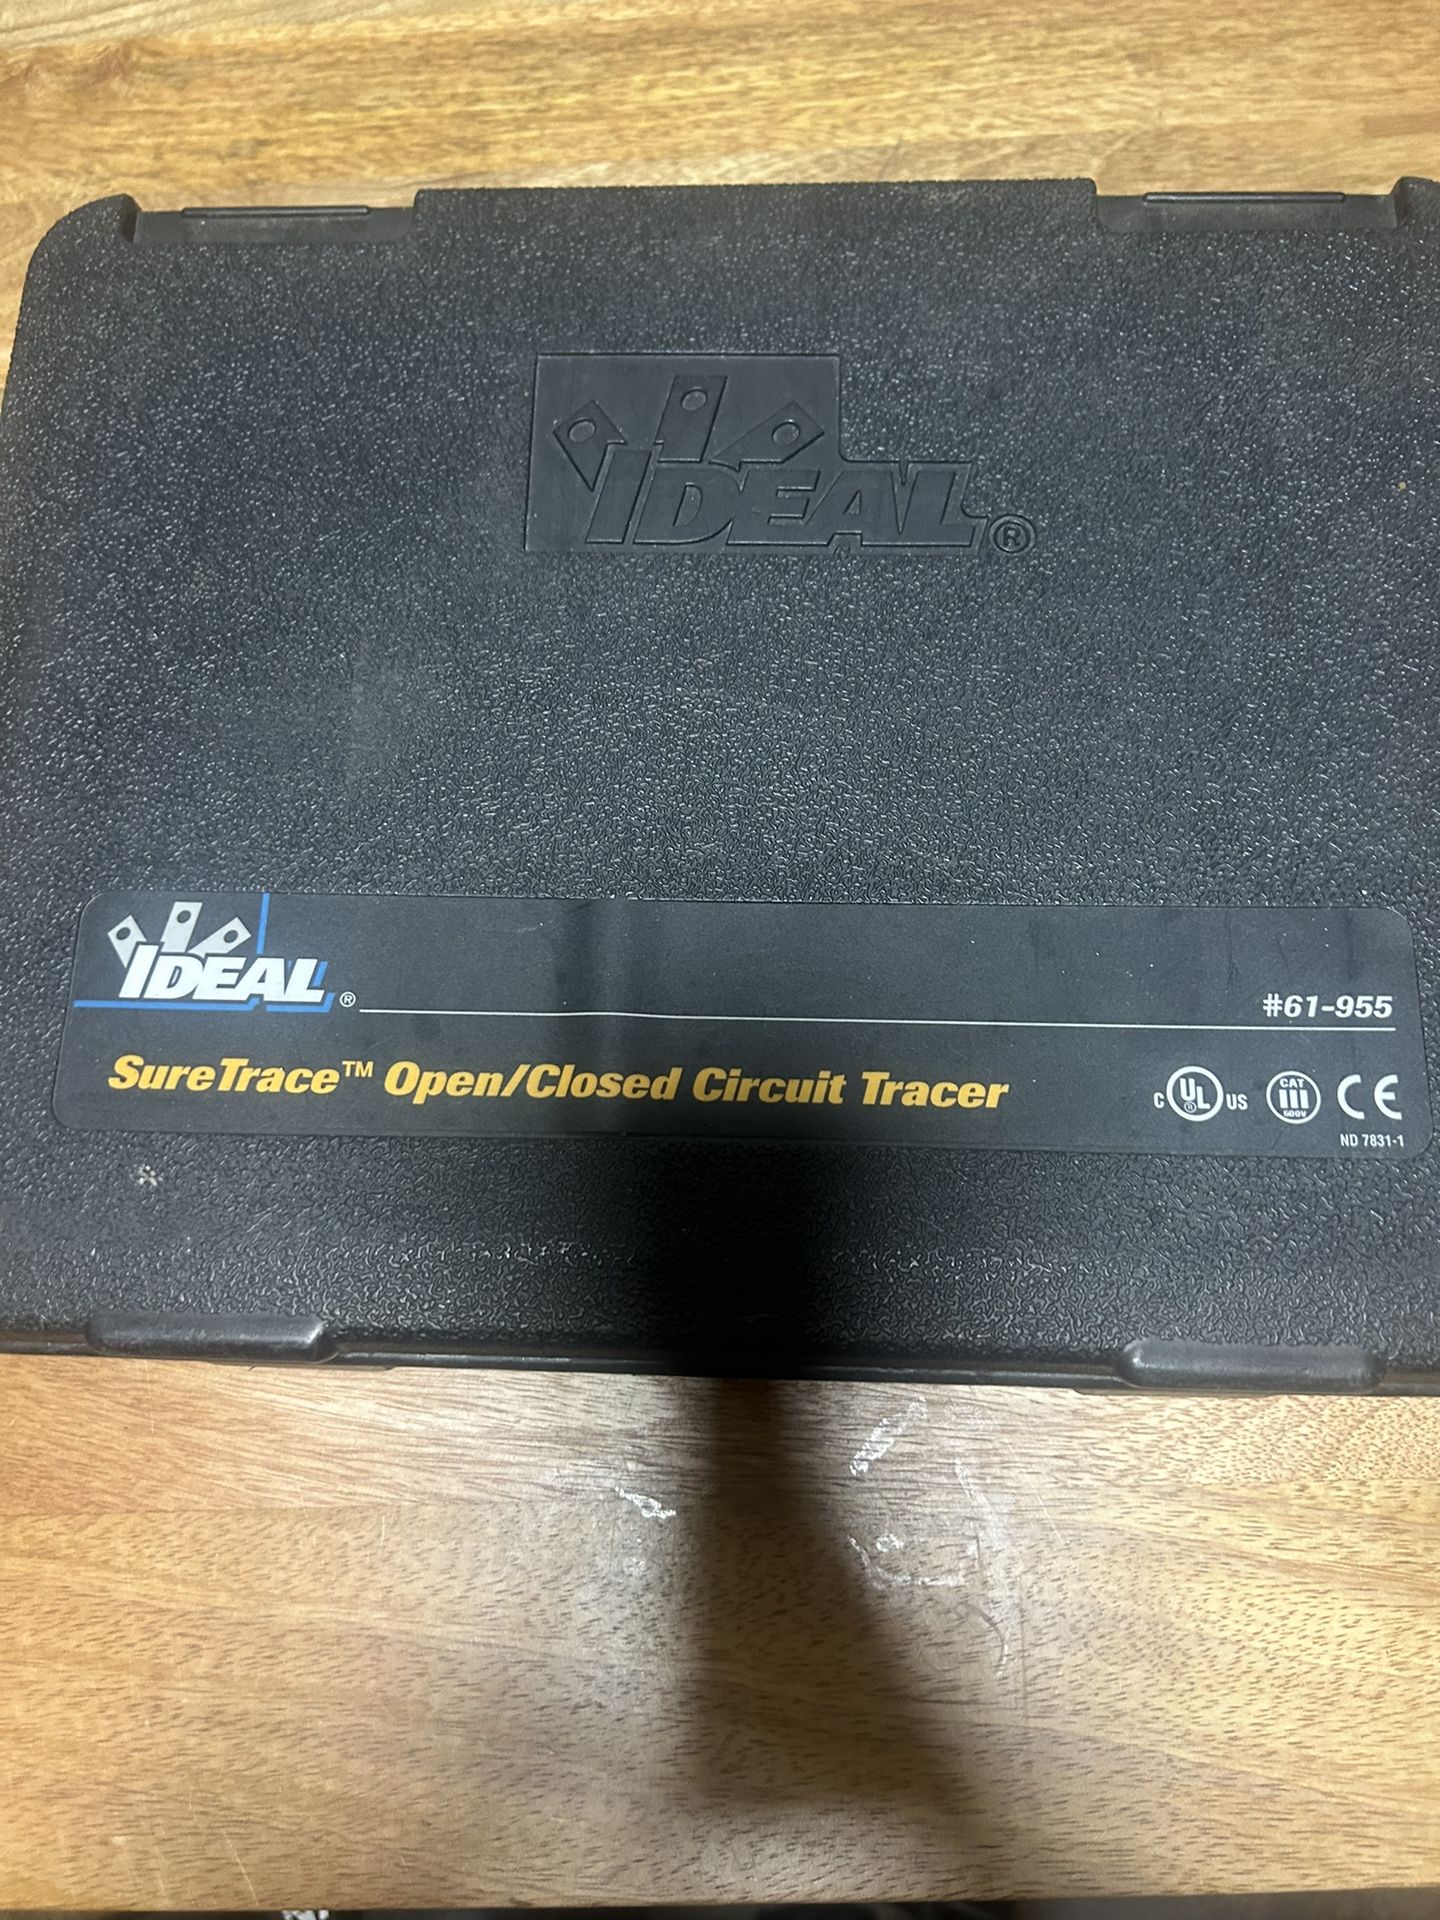 IDEAL®
IDEAL®
#61-955
SureTrace™ Open/Closed Circuit Tracer
C UL® US CAT III 600V CE
ND 7831-1